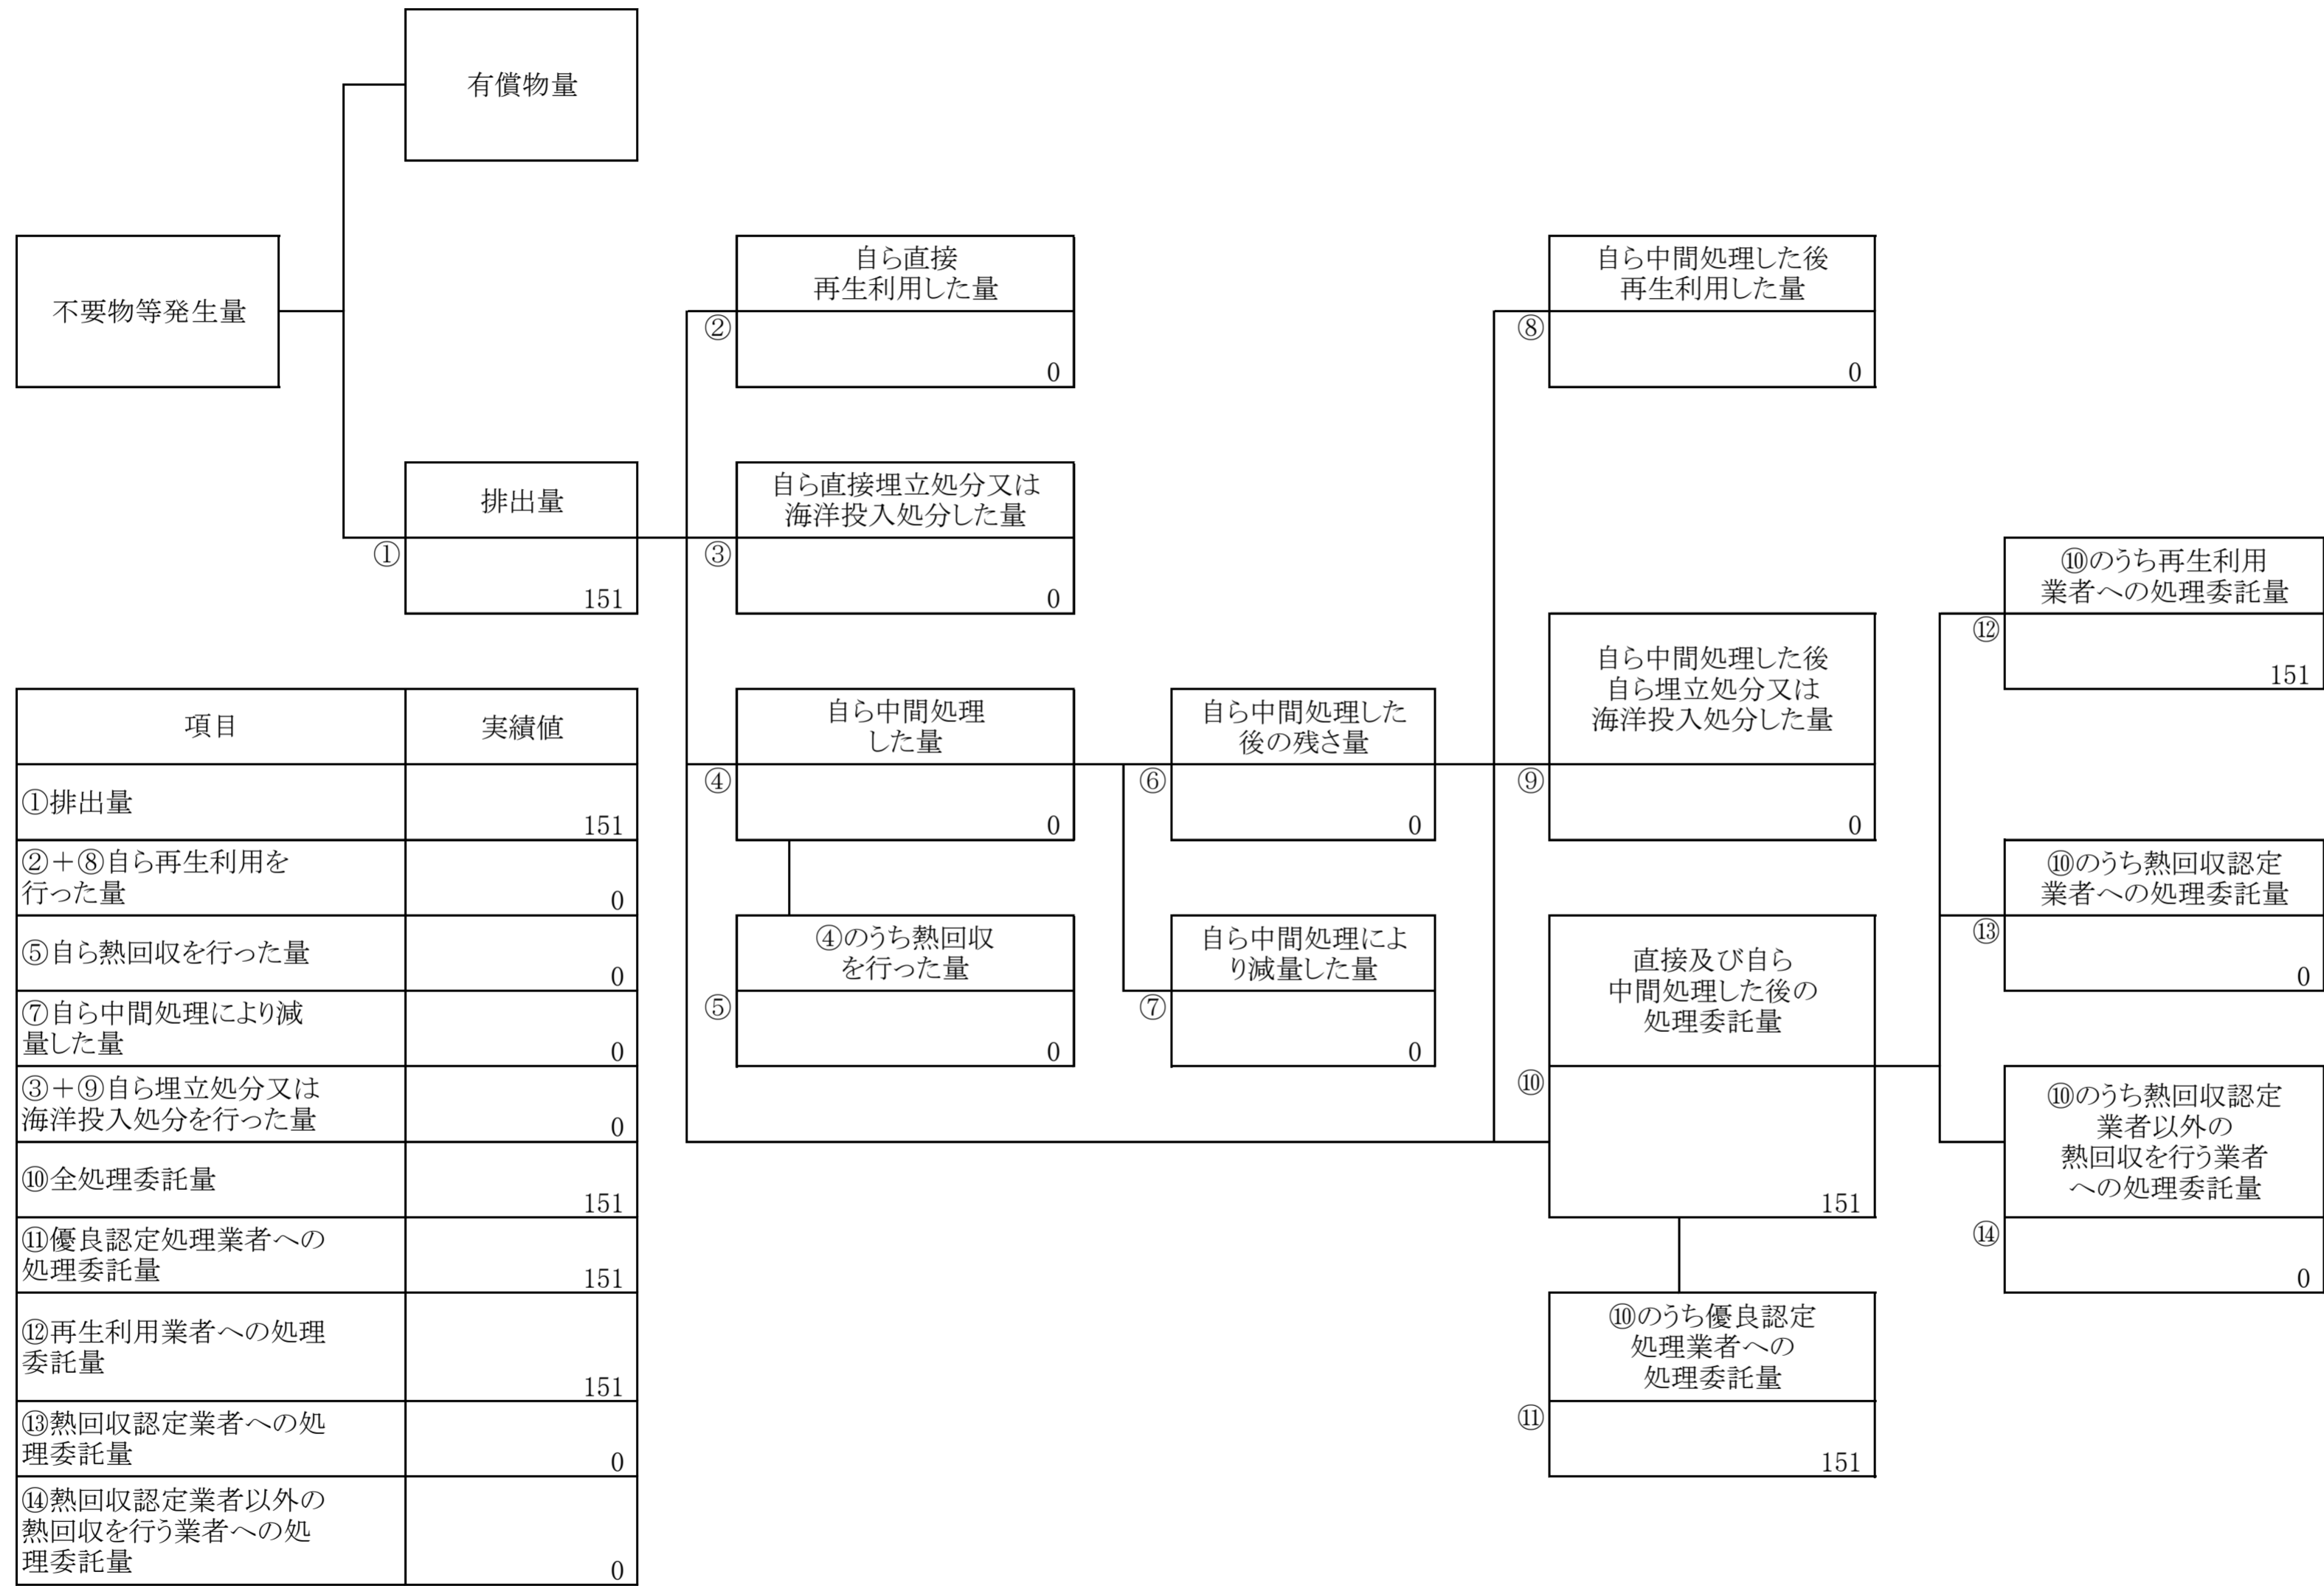 有償物量
不要物等発生量
自ら直接
再生利用した量
②
0
自ら中間処理した後
再生利用した量
⑧
0
排出量
①
151
自ら直接埋立処分又は
海洋投入処分した量
③
0
⑩のうち再生利用
業者への処理委託量
⑫
151
自ら中間処理
した量
④
0
自ら中間処理した
後の残さ量
⑥
0
自ら中間処理した後
自ら埋立処分又は
海洋投入処分した量
⑨
0
⑩のうち熱回収認定
業者への処理委託量
⑬
0
④のうち熱回収
を行った量
⑤
0
自ら中間処理によ
り減量した量
⑦
0
直接及び自ら
中間処理した後の
処理委託量
⑩
151
⑩のうち熱回収認定
業者以外の
熱回収を行う業者
への処理委託量
⑭
0
⑩のうち優良認定
処理業者への
処理委託量
⑪
151
項目
実績値
①排出量
151
②＋⑧自ら再生利用を
行った量
0
⑤自ら熱回収を行った量
0
⑦自ら中間処理により減
量した量
0
③＋⑨自ら埋立処分又は
海洋投入処分を行った量
0
⑩全処理委託量
151
⑪優良認定処理業者への
処理委託量
151
⑫再生利用業者への処理
委託量
151
⑬熱回収認定業者への処
理委託量
0
⑭熱回収認定業者以外の
熱回収を行う業者への処
理委託量
0